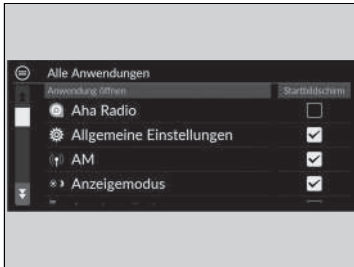 Alle Anwendungen
Anwendung öffnen Startbildschirm
Aha Radio
Allgemeine Einstellungen
AM
Anzeigemodus